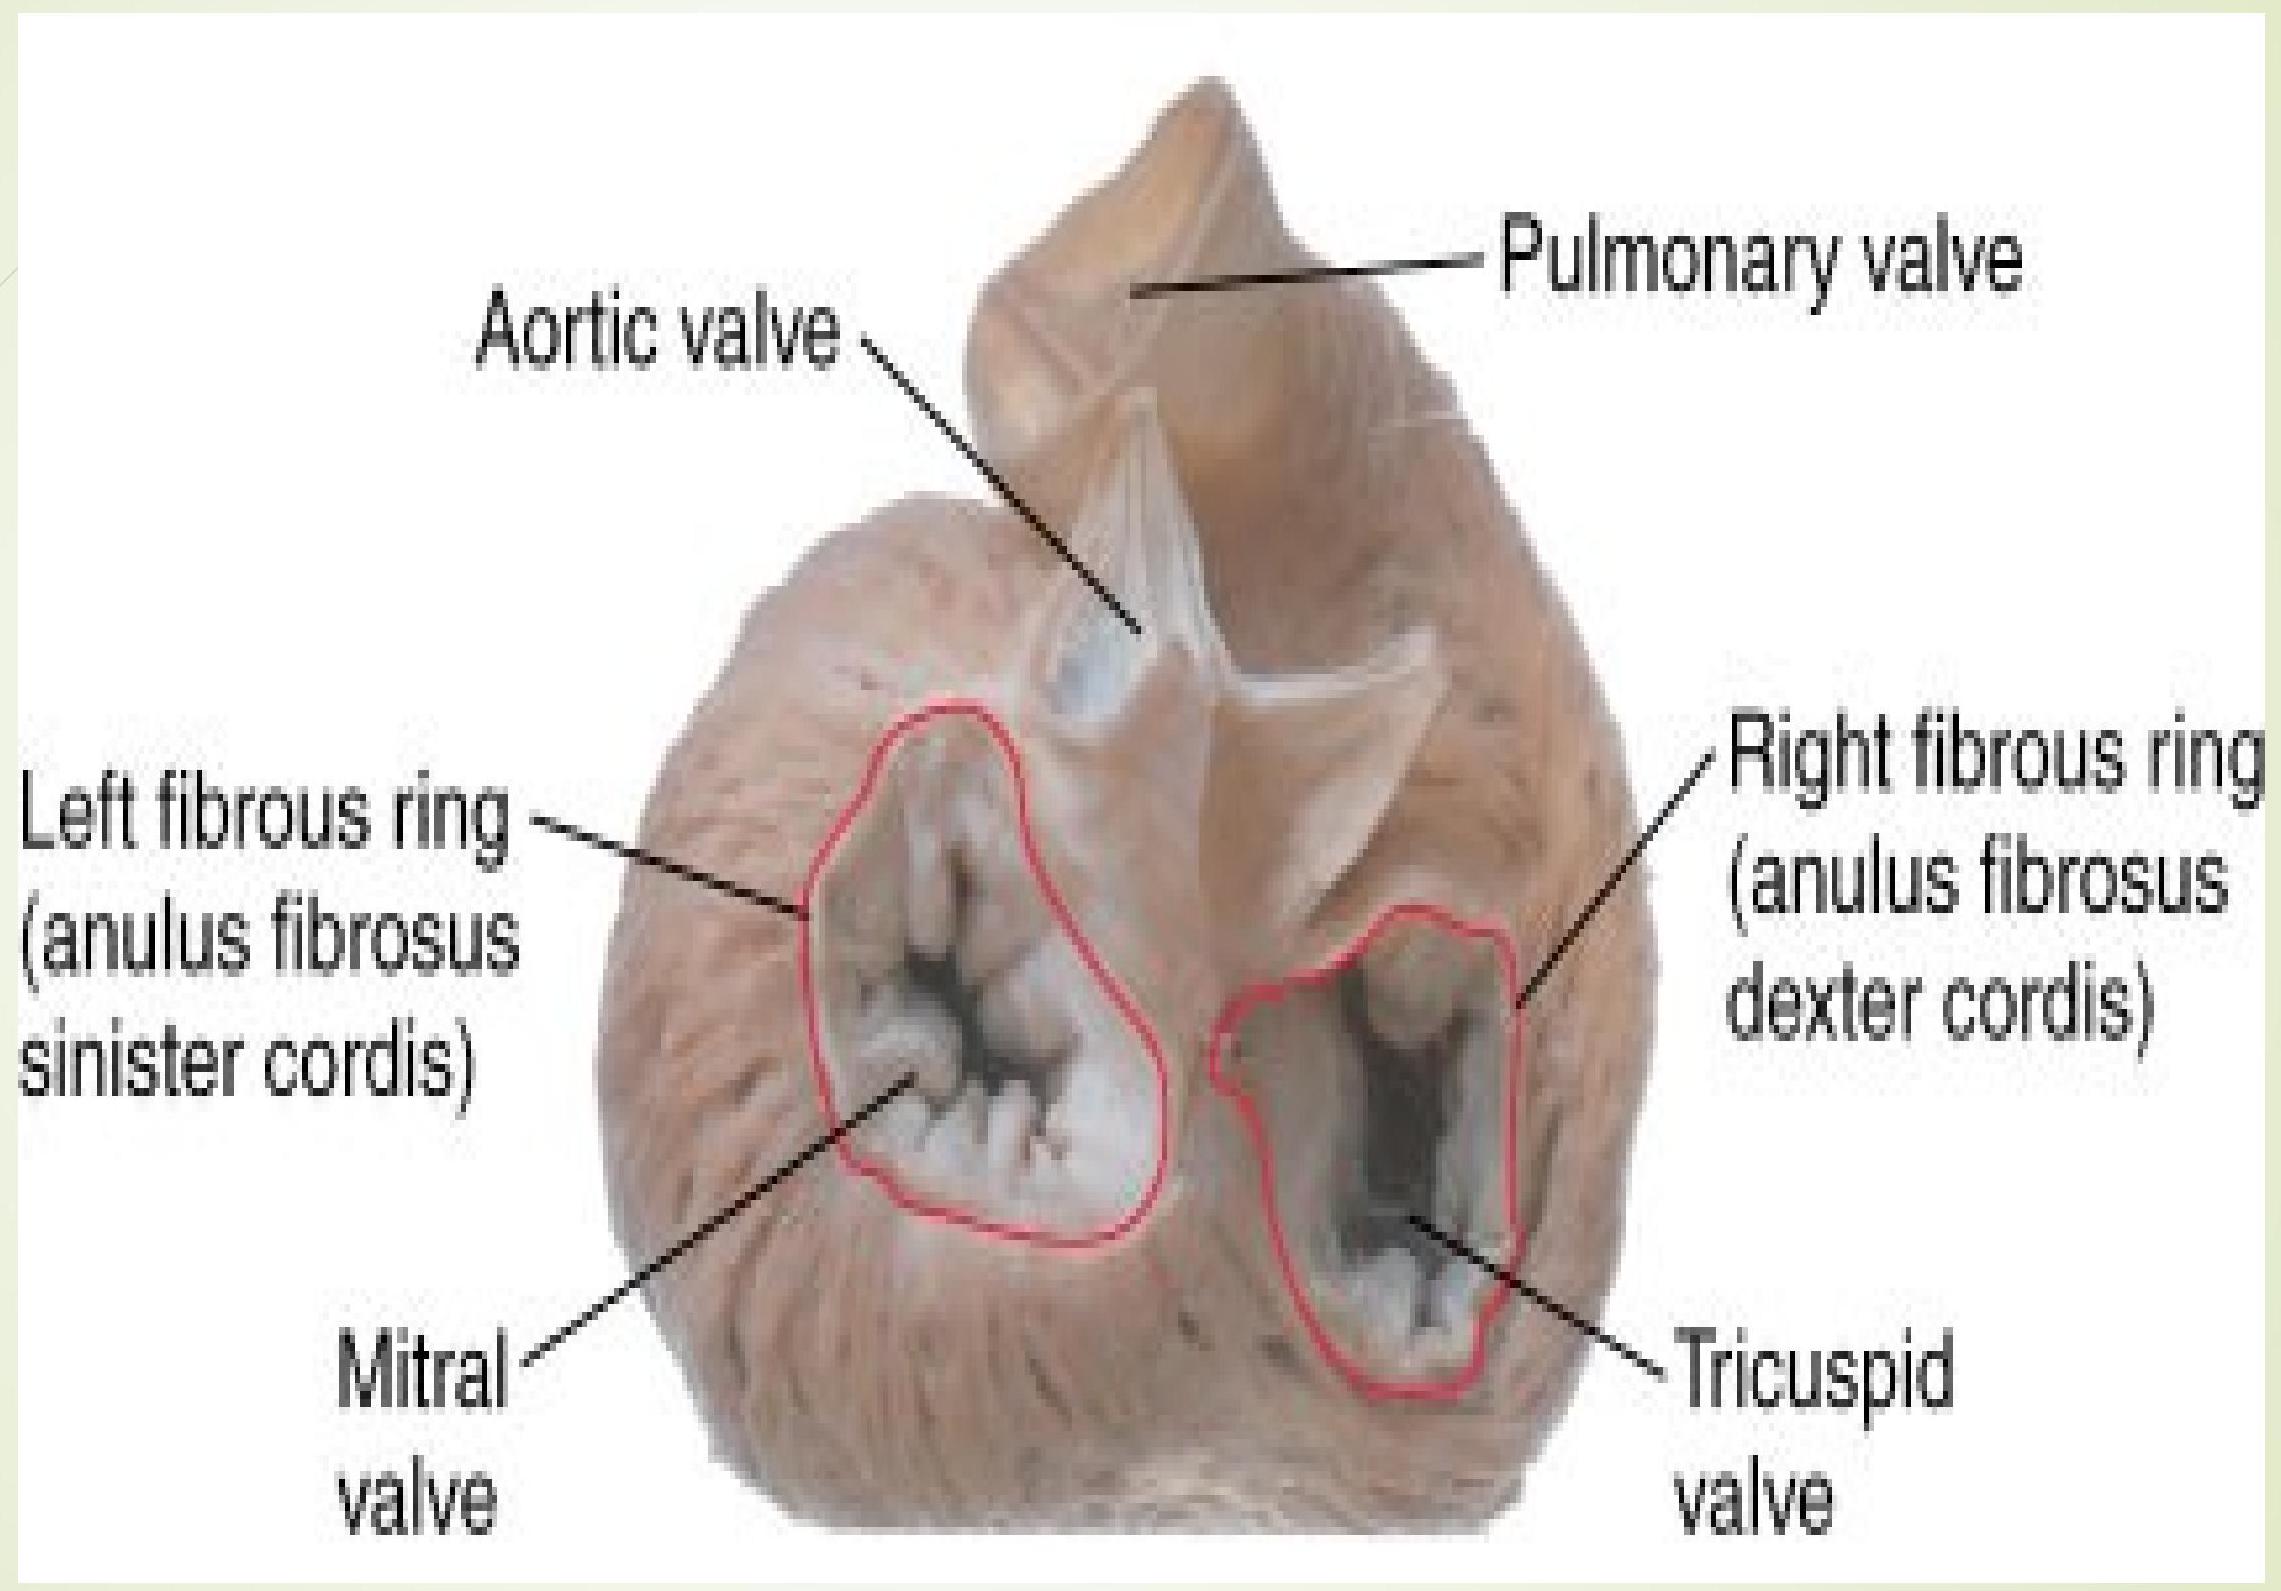 Pulmonary valve
Aortic valve
Left fibrous ring
(anulus fibrosus
sinister cordis)
Right fibrous ring
(anulus fibrosus
dexter cordis)
Mitral
valve
Tricuspid
valve